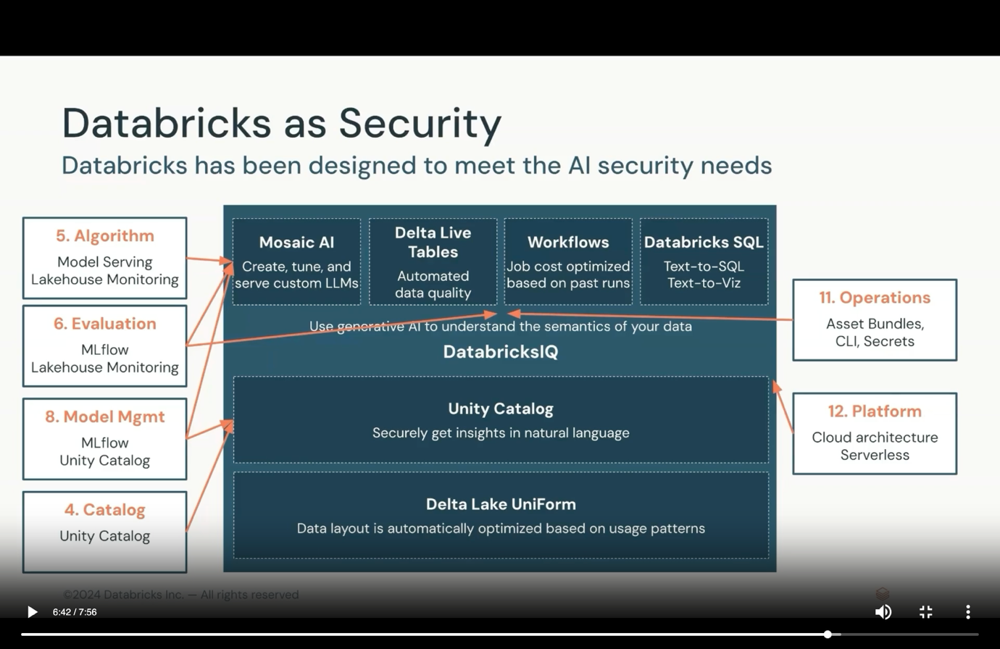 Databricks as Security
Databricks has been designed to meet the AI security needs
5. Algorithm
Model Serving
Lakehouse Monitoring
6. Evaluation
MLflow
Lakehouse Monitoring
8. Model Mgmt
MLflow
Unity Catalog
4. Catalog
Unity Catalog
Mosaic AI
Create, tune, and
serve custom LLMs
Delta Live
Tables
Automated
data quality
Workflows
Job cost optimized
based on past runs
Databricks SQL
Text-to-SQL
Text-to-Viz
Use generative AI to understand the semantics of your data
DatabricksIQ
Unity Catalog
Securely get insights in natural language
Delta Lake UniForm
Data layout is automatically optimized based on usage patterns
11. Operations
Asset Bundles,
CLI, Secrets
12. Platform
Cloud architecture
Serverless
©2024 Databricks Inc. — All rights reserved
6:42 / 7:56